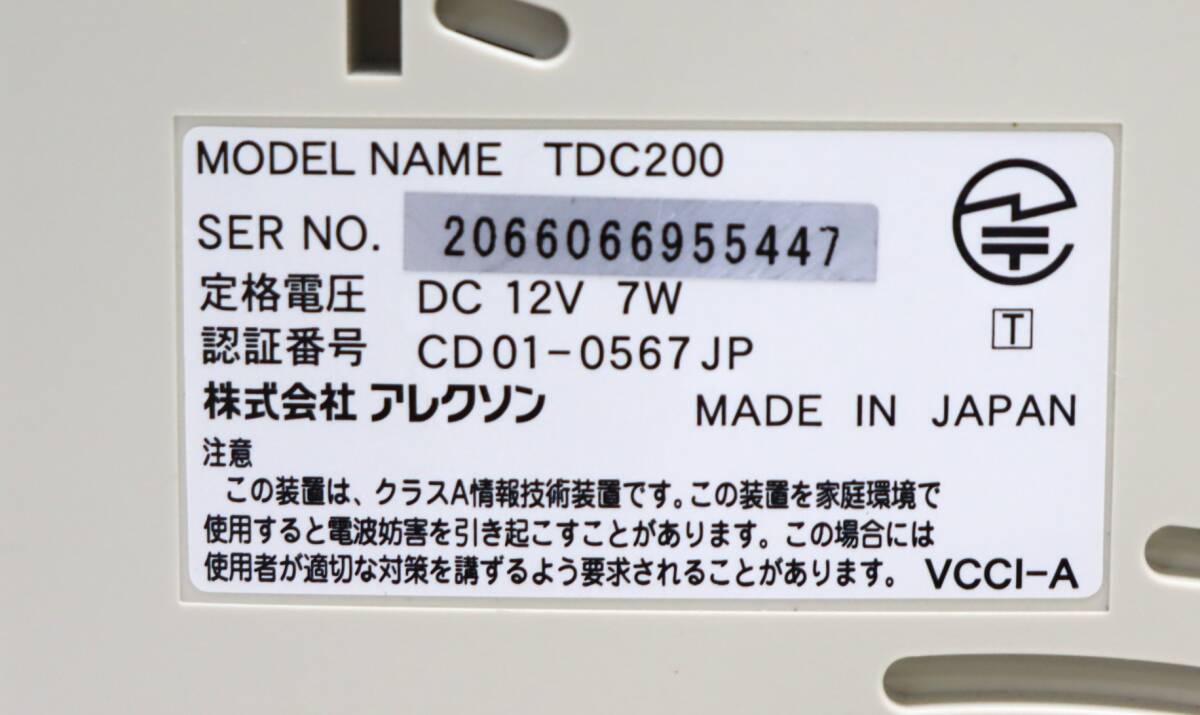 MODEL NAME TDC200
SER NO. 2066066955447
定格電圧 DC 12V 7W
認証番号 CD01-0567JP
T
株式会社 アレクソン MADE IN JAPAN
注意
この装置は、クラスA情報技術装置です。この装置を家庭環境で
使用すると電波妨害を引き起こすことがあります。この場合には
使用者が適切な対策を講ずるよう要求されることがあります。 VCCI-A